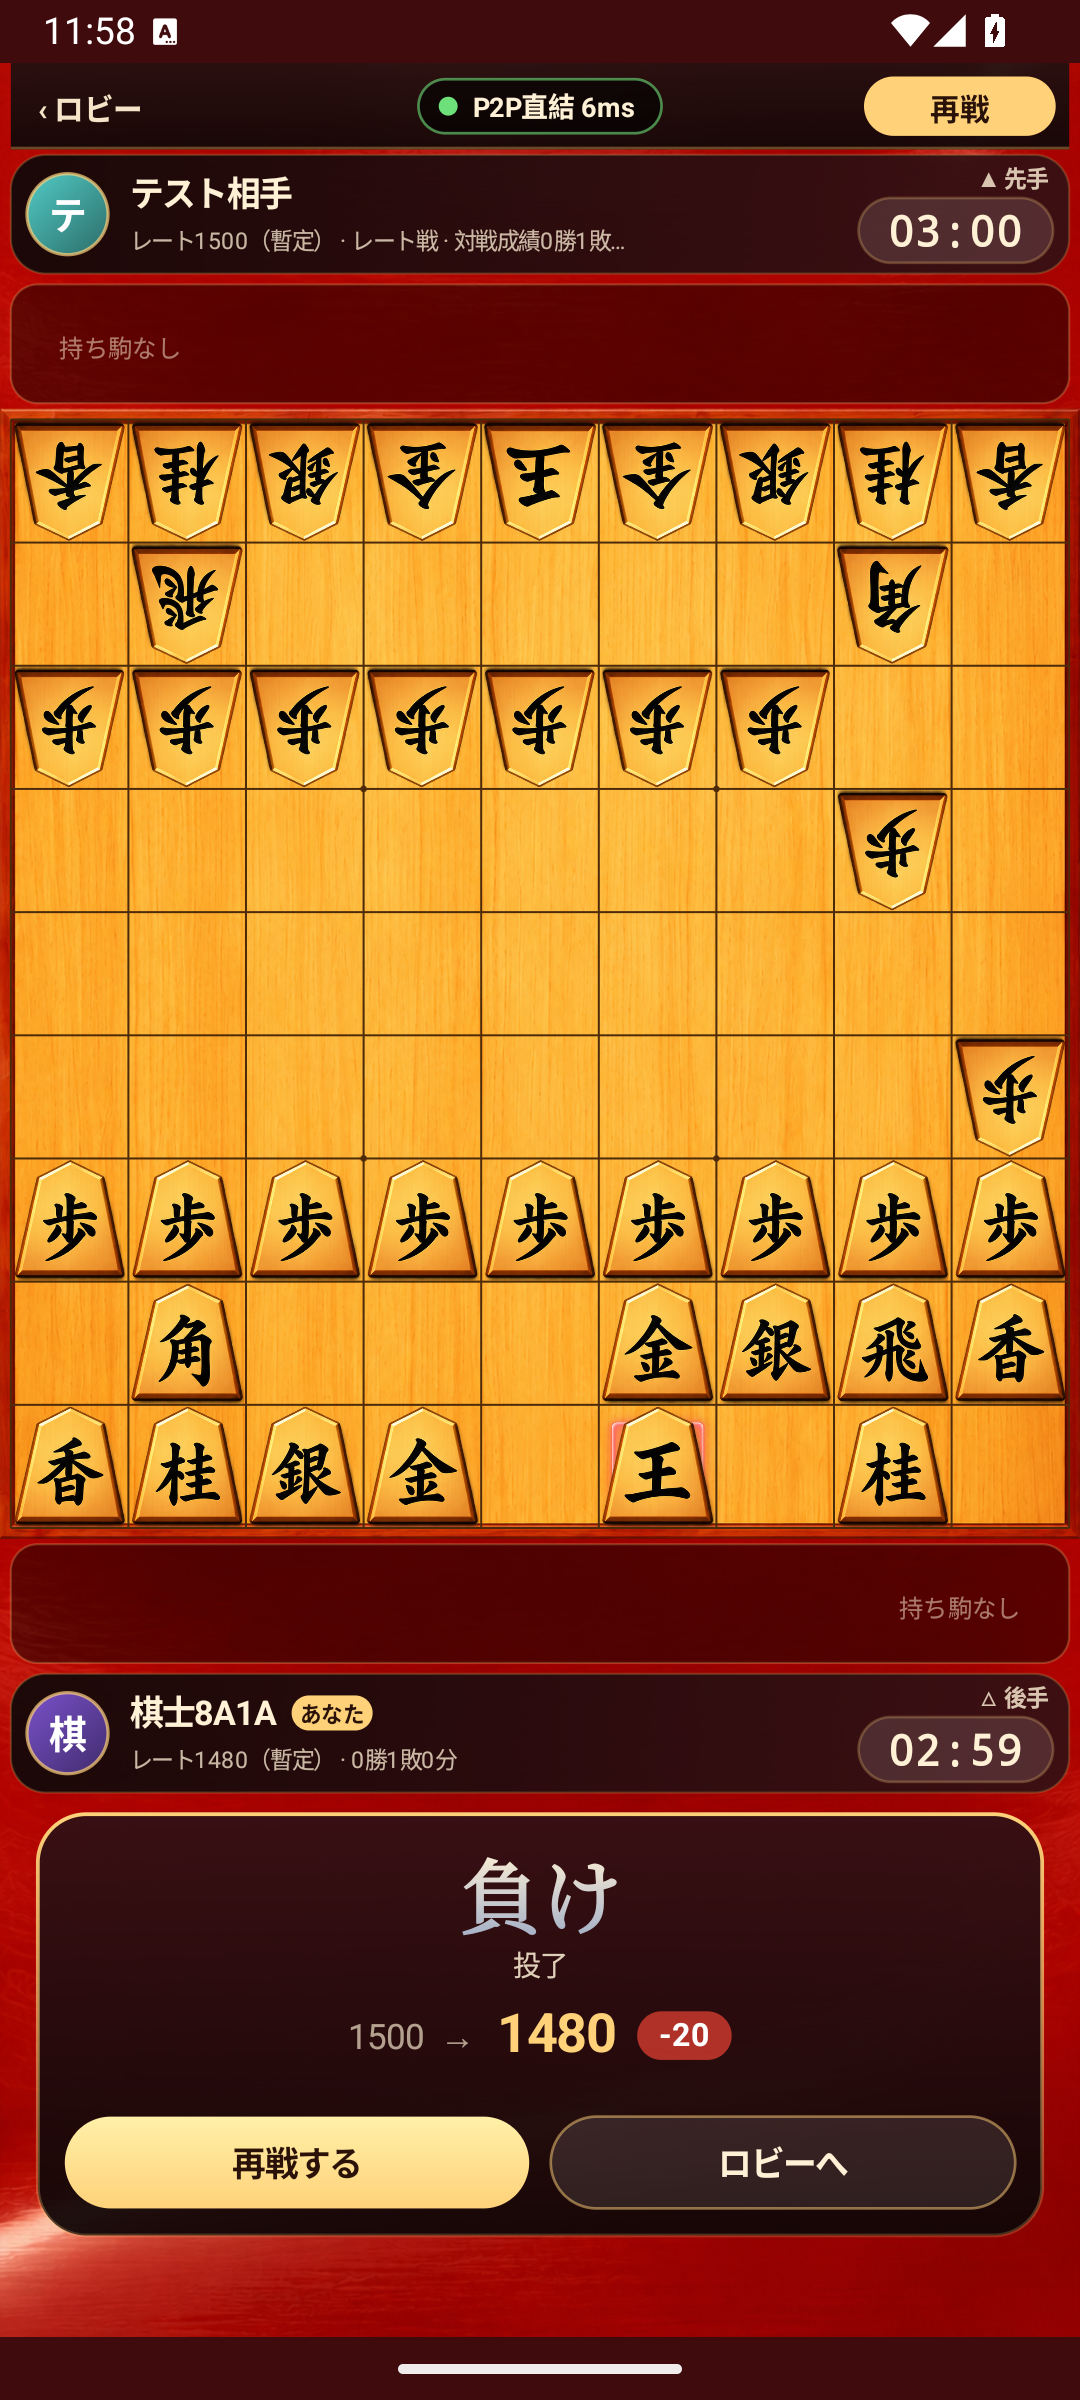 11:58
‹ ロビー
P2P直結 6ms
再戦
テ
テスト相手
レート1500（暫定） · レート戦 · 対戦成績0勝1敗…
▲ 先手
03:00
持ち駒なし
香 桂 銀 金 玉 金 銀 桂 香
飛 角
歩 歩 歩 歩 歩 歩 歩
歩
歩
歩 歩 歩 歩 歩 歩 歩 歩 歩
角 金 銀 飛 香
香 桂 銀 金 王 桂
持ち駒なし
棋
棋士8A1A あなた
レート1480（暫定） · 0勝1敗0分
△ 後手
02:59
負け
投了
1500 → 1480 -20
再戦する
ロビーへ